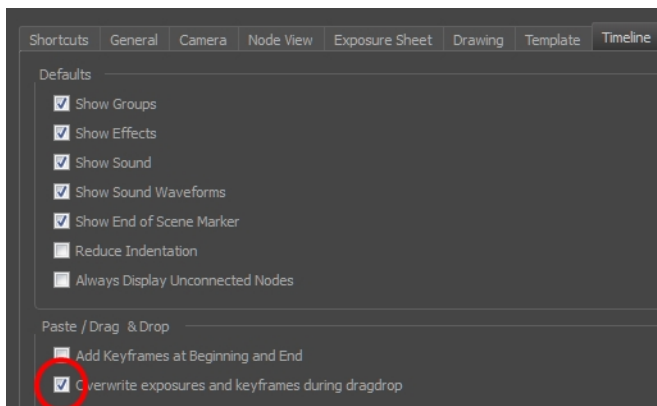 Shortcuts General Camera Node View Exposure Sheet Drawing Template Timeline
Defaults
Show Groups
Show Effects
Show Sound
Show Sound Waveforms
Show End of Scene Marker
Reduce Indentation
Always Display Unconnected Nodes
Paste / Drag & Drop
Add Keyframes at Beginning and End
Overwrite exposures and keyframes during dragdrop